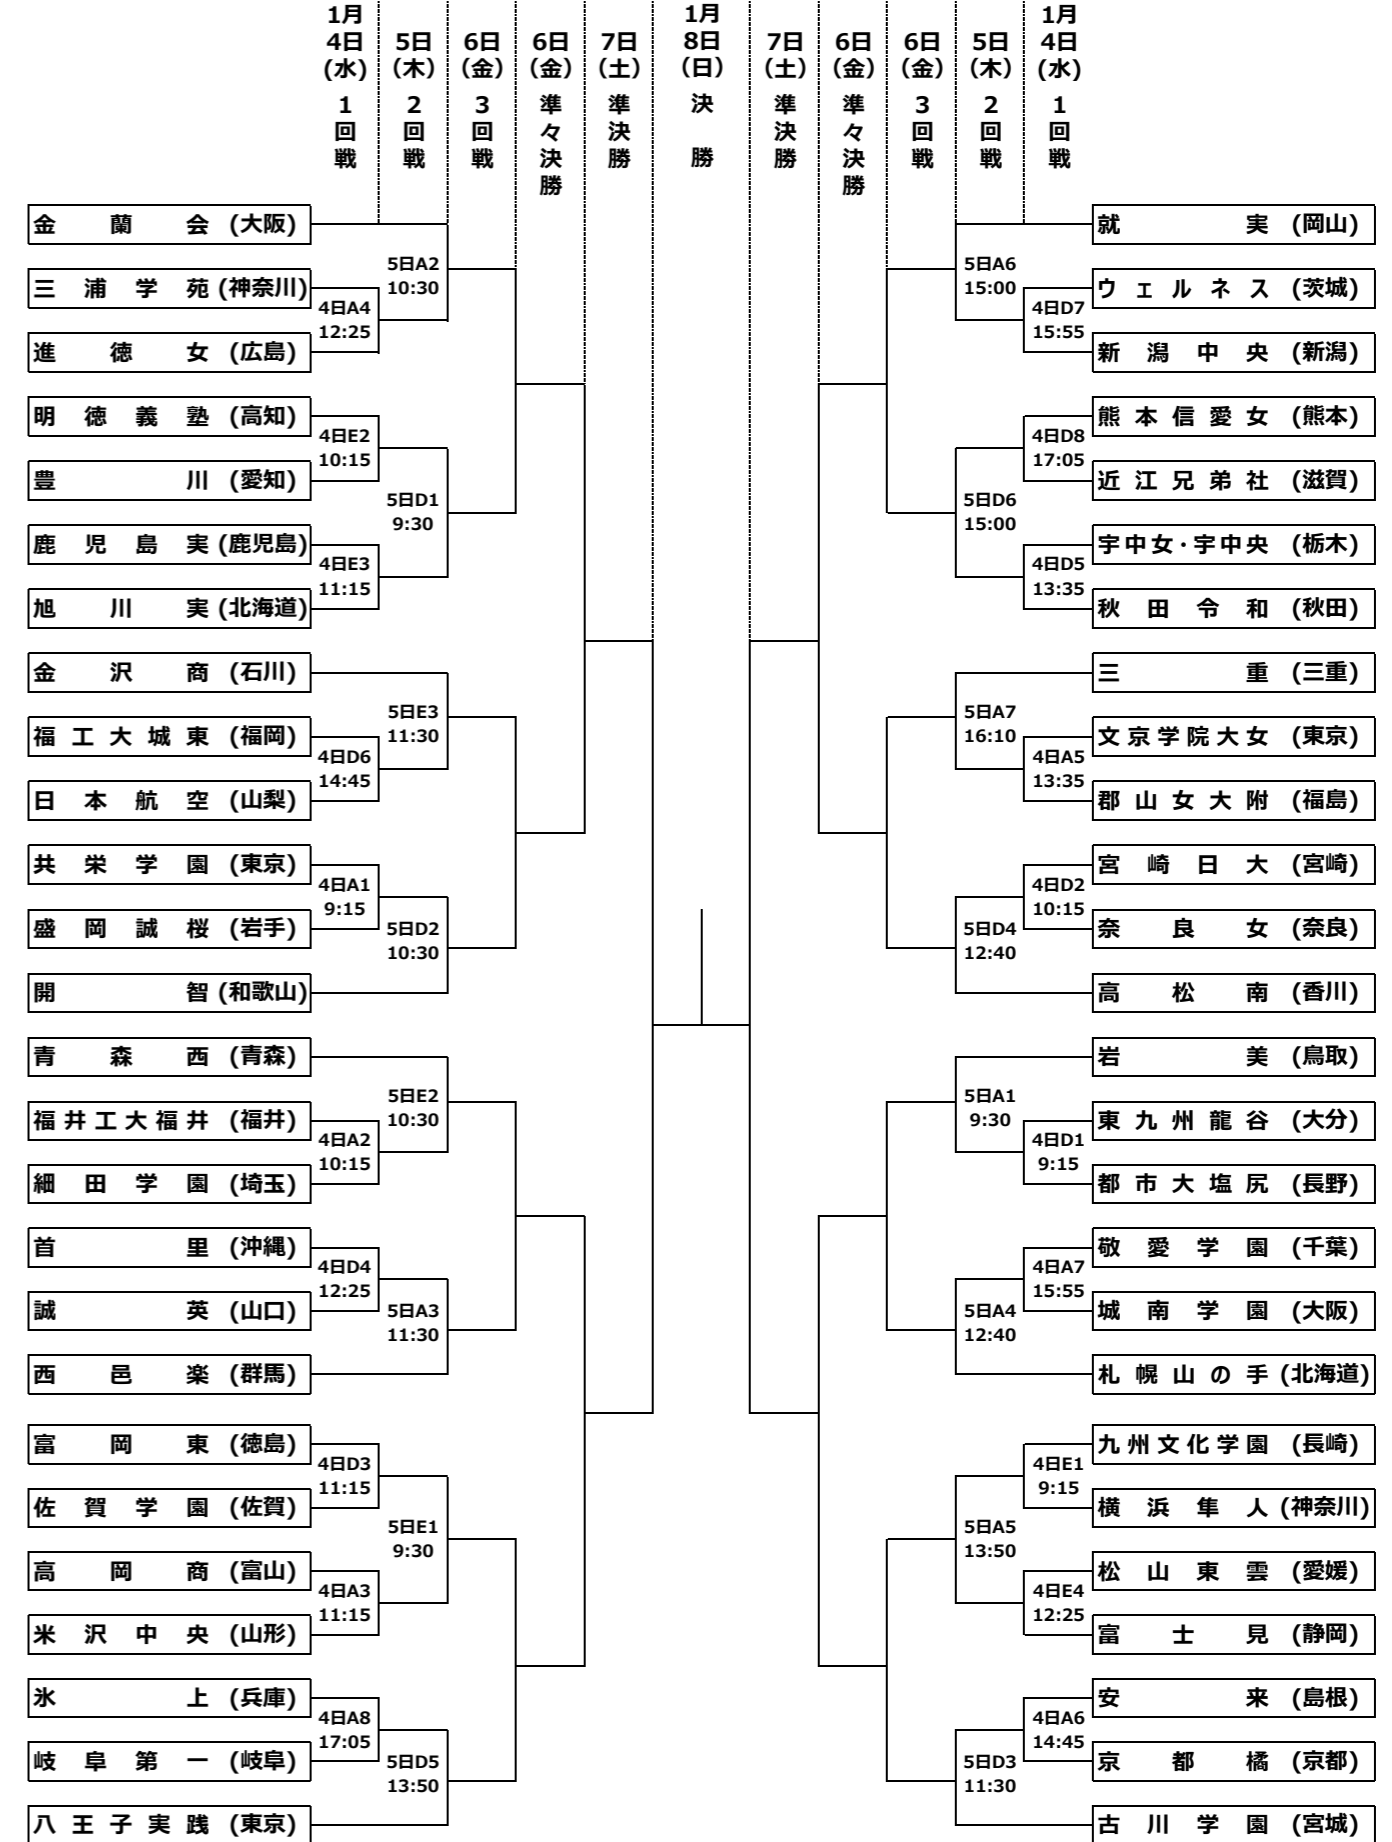 1月 4日 (水) 1回戦
5日 (木) 2回戦
6日 (金) 3回戦
6日 (金) 準々決勝
7日 (土) 準決勝
1月 8日 (日) 決勝
7日 (土) 準決勝
6日 (金) 準々決勝
6日 (金) 3回戦
5日 (木) 2回戦
1月 4日 (水) 1回戦
金蘭会 (大阪)
三浦学苑 (神奈川)
進徳女 (広島)
明徳義塾 (高知)
豊川 (愛知)
鹿児島実 (鹿児島)
旭川実 (北海道)
金沢商 (石川)
福工大城東 (福岡)
日本航空 (山梨)
共栄学園 (東京)
盛岡誠桜 (岩手)
開智 (和歌山)
青森西 (青森)
福井工大福井 (福井)
細田学園 (埼玉)
首里 (沖縄)
誠英 (山口)
西邑楽 (群馬)
富岡東 (徳島)
佐賀学園 (佐賀)
高岡商 (富山)
米沢中央 (山形)
氷上 (兵庫)
岐阜第一 (岐阜)
八王子実践 (東京)
4日A4
12:25
4日E2
10:15
4日E3
11:15
4日D6
14:45
4日A1
9:15
4日A2
10:15
4日D4
12:25
4日D3
11:15
4日A3
11:15
4日A8
17:05
5日A2
10:30
5日D1
9:30
5日E3
11:30
5日D2
10:30
5日E2
10:30
5日A3
11:30
5日E1
9:30
5日D5
13:50
5日A6
15:00
5日D6
15:00
5日A7
16:10
5日D4
12:40
5日A1
9:30
5日A4
12:40
5日A5
13:50
5日D3
11:30
4日D7
15:55
4日D8
17:05
4日D5
13:35
4日A5
13:35
4日D2
10:15
4日D1
9:15
4日A7
15:55
4日E1
9:15
4日E4
12:25
4日A6
14:45
就実 (岡山)
ウェルネス (茨城)
新潟中央 (新潟)
熊本信愛女 (熊本)
近江兄弟社 (滋賀)
宇中女・宇中央 (栃木)
秋田令和 (秋田)
三重 (三重)
文京学院大女 (東京)
郡山女大附 (福島)
宮崎日大 (宮崎)
奈良女 (奈良)
高松南 (香川)
岩美 (鳥取)
東九州龍谷 (大分)
都市大塩尻 (長野)
敬愛学園 (千葉)
城南学園 (大阪)
札幌山の手 (北海道)
九州文化学園 (長崎)
横浜隼人 (神奈川)
松山東雲 (愛媛)
富士見 (静岡)
安来 (島根)
京都橘 (京都)
古川学園 (宮城)